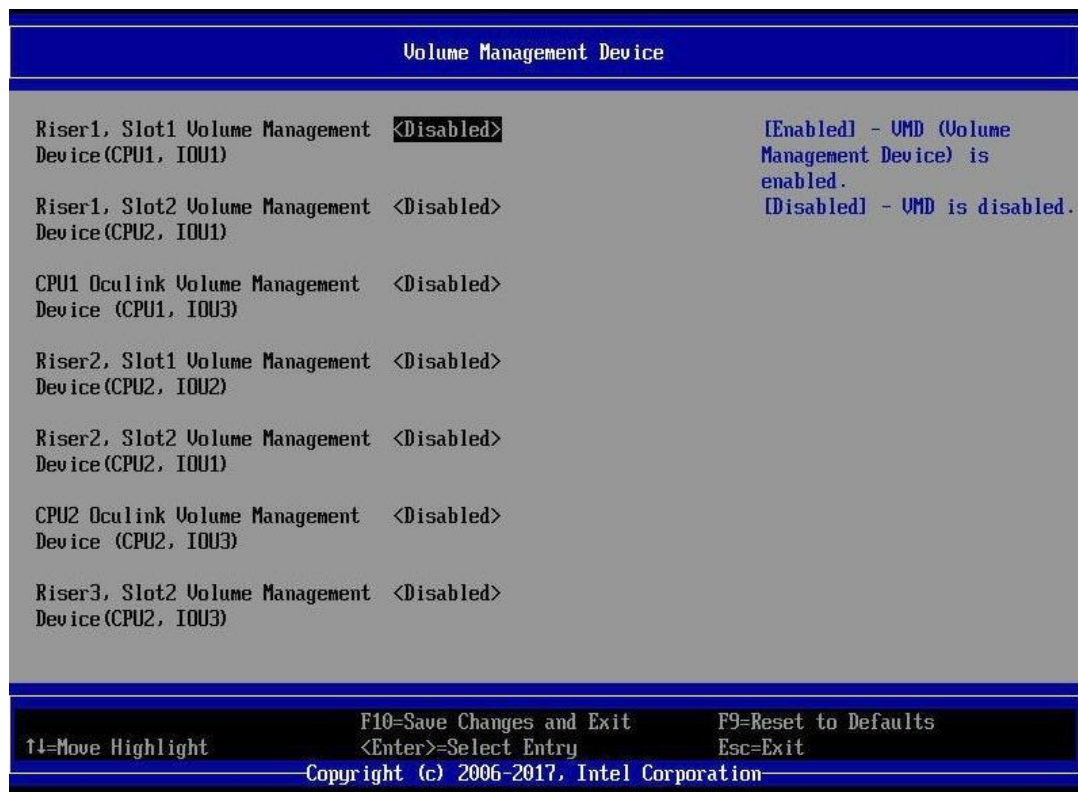 Volume Management Device
Riser1, Slot1 Volume Management <Disabled>
Device(CPU1, IOU1)
Riser1, Slot2 Volume Management <Disabled>
Device(CPU2, IOU1)
CPU1 Oculink Volume Management <Disabled>
Device (CPU1, IOU3)
Riser2, Slot1 Volume Management <Disabled>
Device(CPU2, IOU2)
Riser2, Slot2 Volume Management <Disabled>
Device(CPU2, IOU1)
CPU2 Oculink Volume Management <Disabled>
Device (CPU2, IOU3)
Riser3, Slot2 Volume Management <Disabled>
Device(CPU2, IOU3)
[Enabled] - VMD (Volume
Management Device) is
enabled.
[Disabled] - VMD is disabled.
F10=Save Changes and Exit F9=Reset to Defaults
↑↓=Move Highlight <Enter>=Select Entry Esc=Exit
Copyright (c) 2006-2017, Intel Corporation